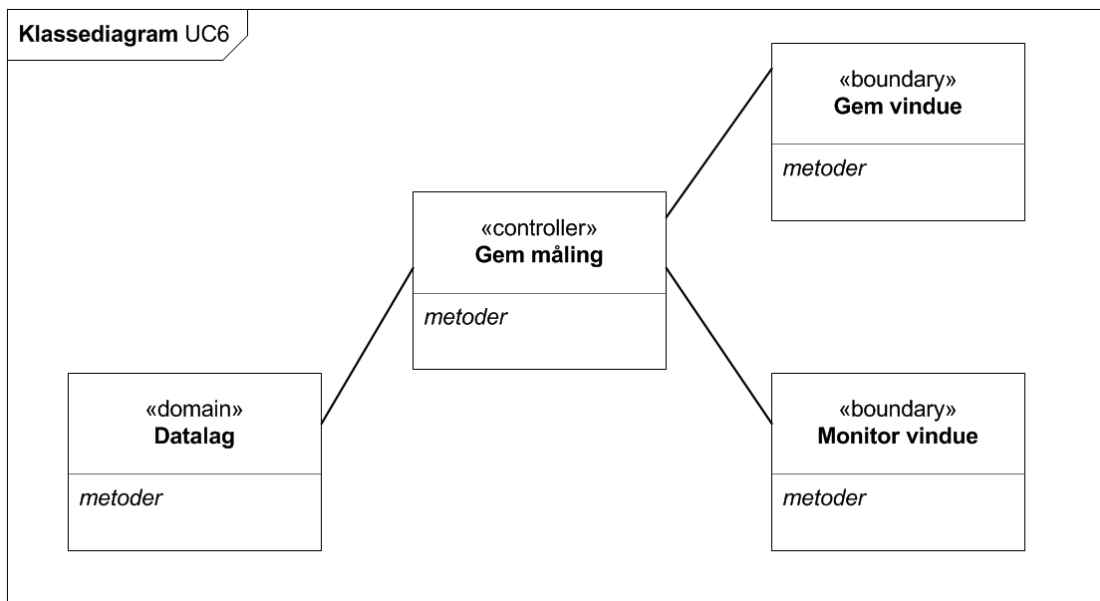 Klassediagram UC6
«boundary»
Gem vindue
metoder
«controller»
Gem måling
metoder
«domain»
Datalag
metoder
«boundary»
Monitor vindue
metoder